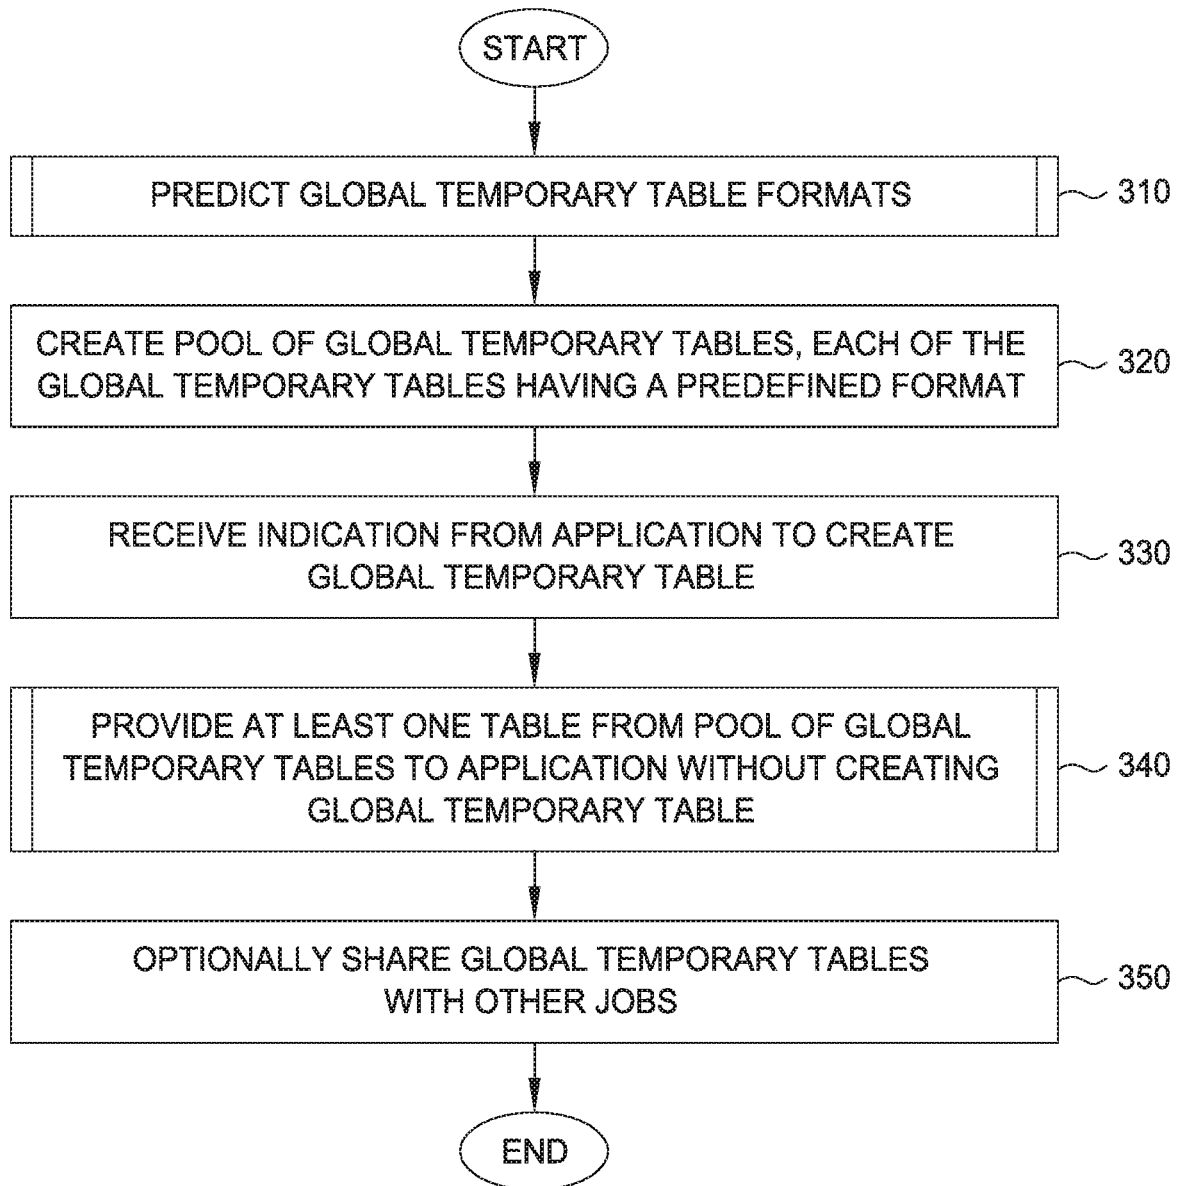 START
PREDICT GLOBAL TEMPORARY TABLE FORMATS
310
CREATE POOL OF GLOBAL TEMPORARY TABLES, EACH OF THE
GLOBAL TEMPORARY TABLES HAVING A PREDEFINED FORMAT
320
RECEIVE INDICATION FROM APPLICATION TO CREATE
GLOBAL TEMPORARY TABLE
330
PROVIDE AT LEAST ONE TABLE FROM POOL OF GLOBAL
TEMPORARY TABLES TO APPLICATION WITHOUT CREATING
GLOBAL TEMPORARY TABLE
340
OPTIONALLY SHARE GLOBAL TEMPORARY TABLES
WITH OTHER JOBS
350
END